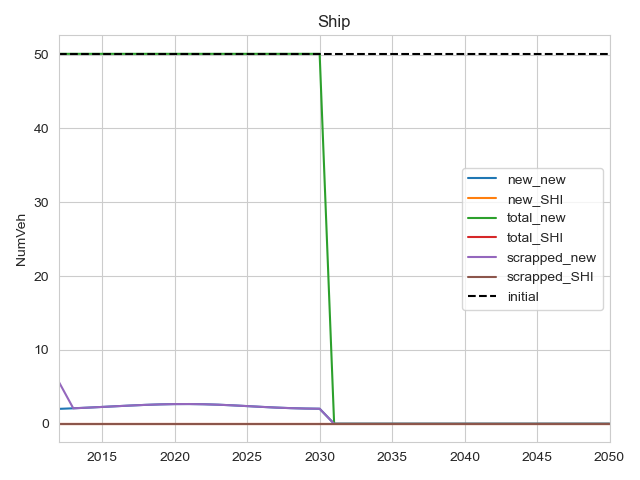 Ship
50
40
30
20
10
0
NumVeh
new_new
new_SHI
total_new
total_SHI
scrapped_new
scrapped_SHI
initial
2015 2020 2025 2030 2035 2040 2045 2050